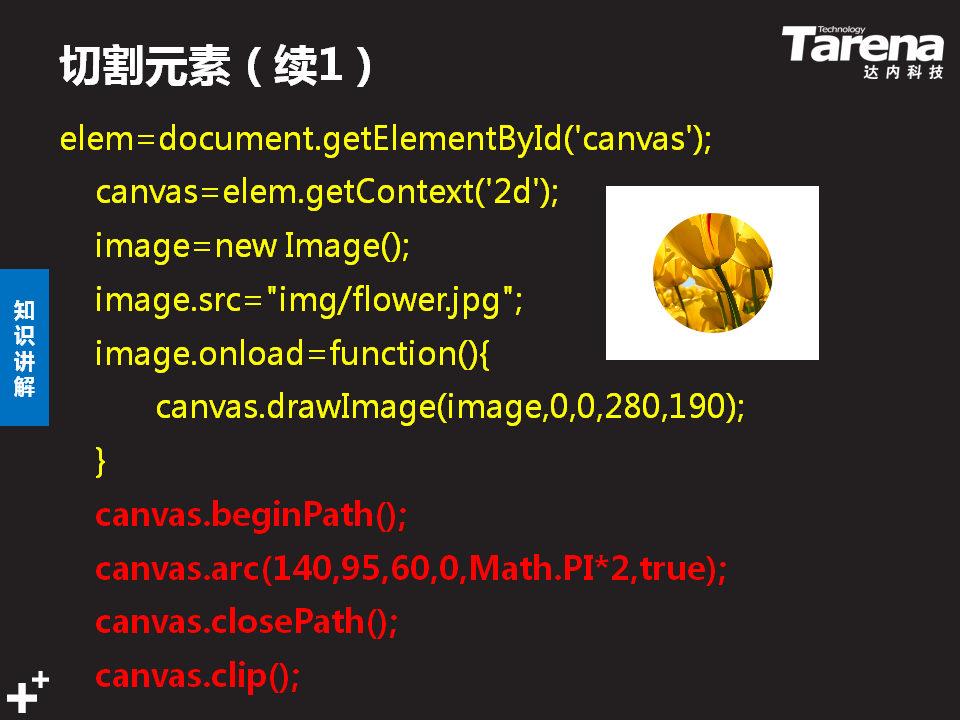 切割元素（续1）
Technology
Tarena
达内科技
elem=document.getElementById('canvas');
canvas=elem.getContext('2d');
image=new Image();
image.src="img/flower.jpg";
image.onload=function(){
canvas.drawImage(image,0,0,280,190);
}
canvas.beginPath();
canvas.arc(140,95,60,0,Math.PI*2,true);
canvas.closePath();
canvas.clip();
知识讲解